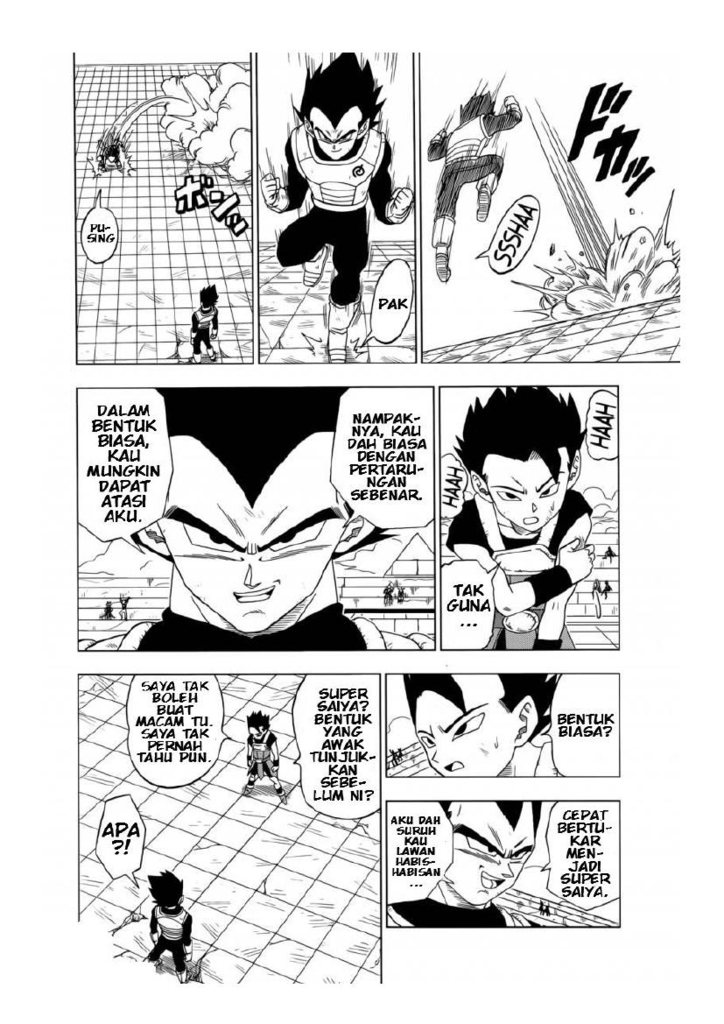 ドカッ
SSSHAA
PAK
ボンッ
PU-
SING
HAAH
HAAH
TAK
GUNA
...
NAMPAK-
NYA, KAU
DAH BIASA
DENGAN
PERTARU-
NGAN
SEBENAR.
DALAM
BENTUK
BIASA,
KAU
MUNGKIN
DAPAT
ATASI
AKU.
BENTUK
BIASA?
CEPAT
BERTU-
KAR
MEN-
JADI
SUPER
SAIYA.
AKU DAH
SURUH
KAU
LAWAN
HABIS-
HABISAN
...
SUPER
SAIYA?
BENTUK
YANG
AWAK
TUNJUK-
KAN
SEBE-
LUM NI?
SAYA TAK
BOLEH
BUAT
MACAM TU.
SAYA TAK
PERNAH
TAHU PUN.
APA
?!